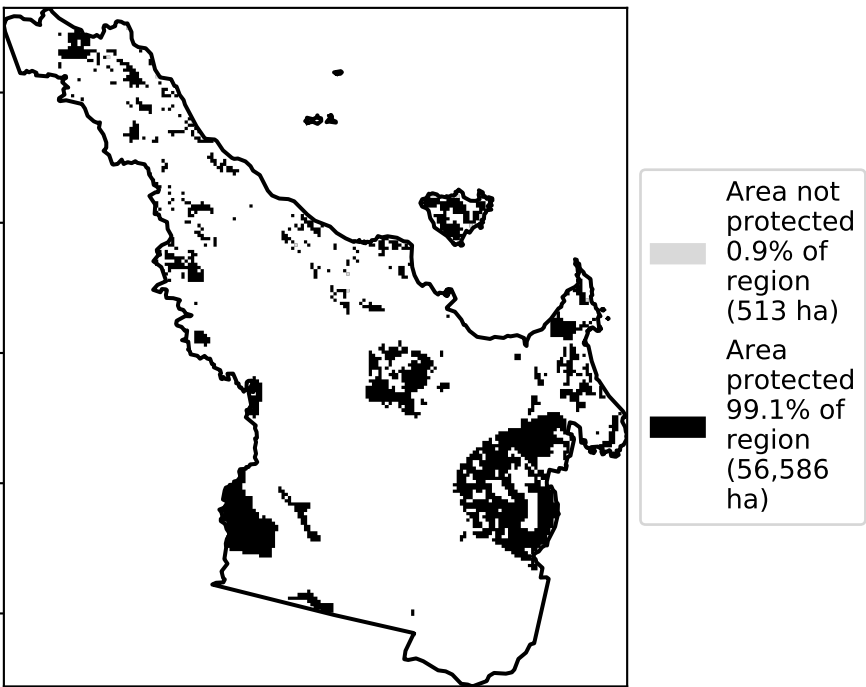 Area not
protected
0.9% of
region
(513 ha)
Area
protected
99.1% of
region
(56,586
ha)